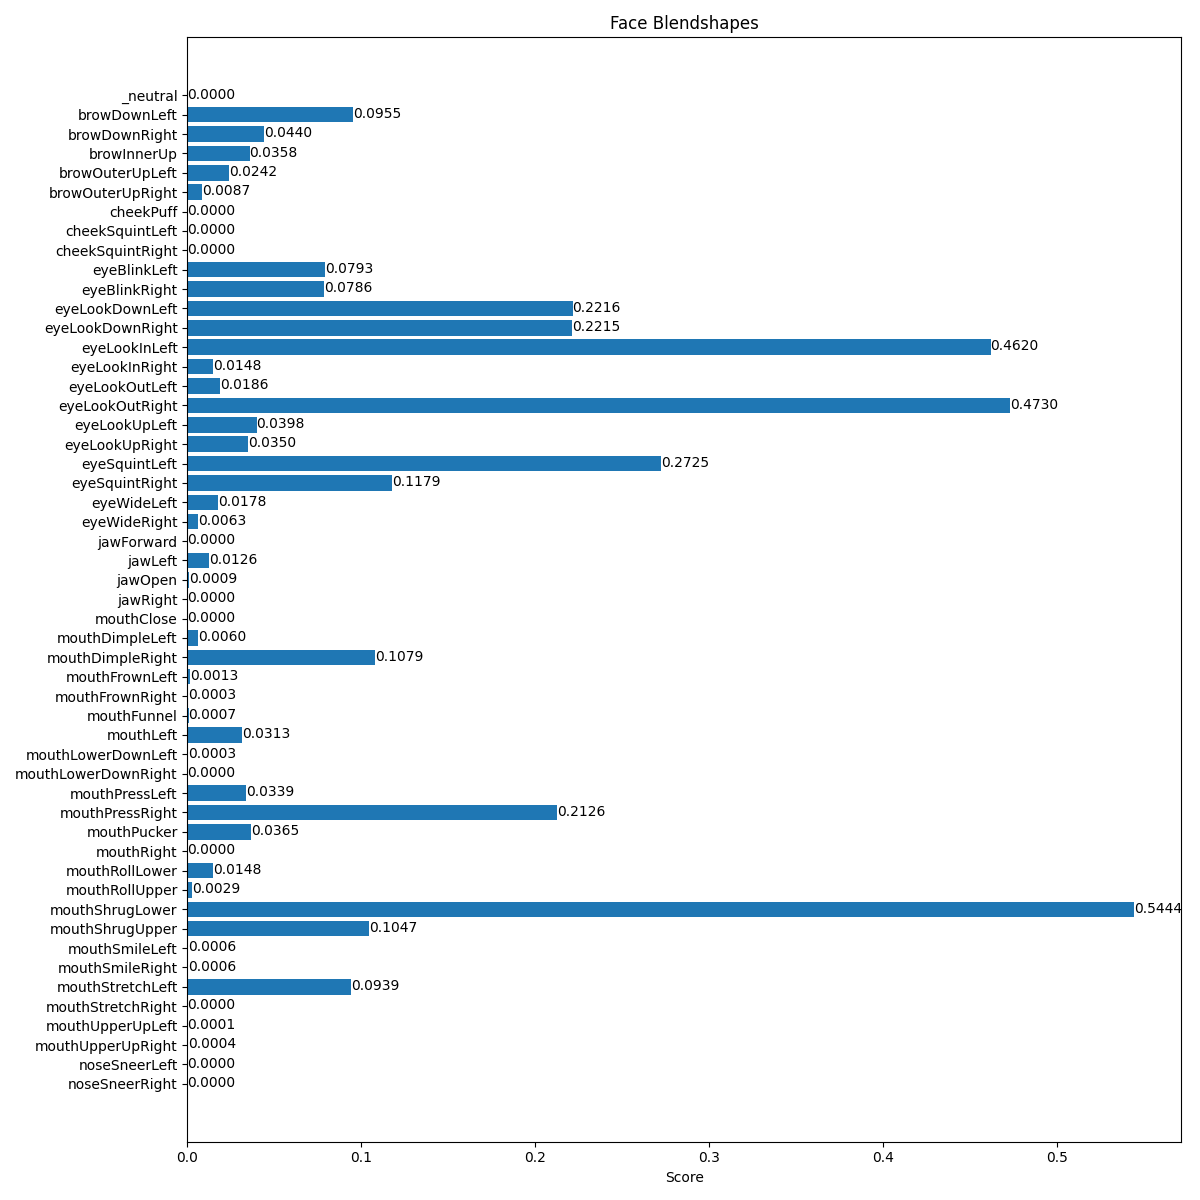 Face Blendshapes
_neutral 0.0000
browDownLeft 0.0955
browDownRight 0.0440
browInnerUp 0.0358
browOuterUpLeft 0.0242
browOuterUpRight 0.0087
cheekPuff 0.0000
cheekSquintLeft 0.0000
cheekSquintRight 0.0000
eyeBlinkLeft 0.0793
eyeBlinkRight 0.0786
eyeLookDownLeft 0.2216
eyeLookDownRight 0.2215
eyeLookInLeft 0.4620
eyeLookInRight 0.0148
eyeLookOutLeft 0.0186
eyeLookOutRight 0.4730
eyeLookUpLeft 0.0398
eyeLookUpRight 0.0350
eyeSquintLeft 0.2725
eyeSquintRight 0.1179
eyeWideLeft 0.0178
eyeWideRight 0.0063
jawForward 0.0000
jawLeft 0.0126
jawOpen 0.0009
jawRight 0.0000
mouthClose 0.0000
mouthDimpleLeft 0.0060
mouthDimpleRight 0.1079
mouthFrownLeft 0.0013
mouthFrownRight 0.0003
mouthFunnel 0.0007
mouthLeft 0.0313
mouthLowerDownLeft 0.0003
mouthLowerDownRight 0.0000
mouthPressLeft 0.0339
mouthPressRight 0.2126
mouthPucker 0.0365
mouthRight 0.0000
mouthRollLower 0.0148
mouthRollUpper 0.0029
mouthShrugLower 0.5444
mouthShrugUpper 0.1047
mouthSmileLeft 0.0006
mouthSmileRight 0.0006
mouthStretchLeft 0.0939
mouthStretchRight 0.0000
mouthUpperUpLeft 0.0001
mouthUpperUpRight 0.0004
noseSneerLeft 0.0000
noseSneerRight 0.0000
0.0 0.1 0.2 0.3 0.4 0.5
Score